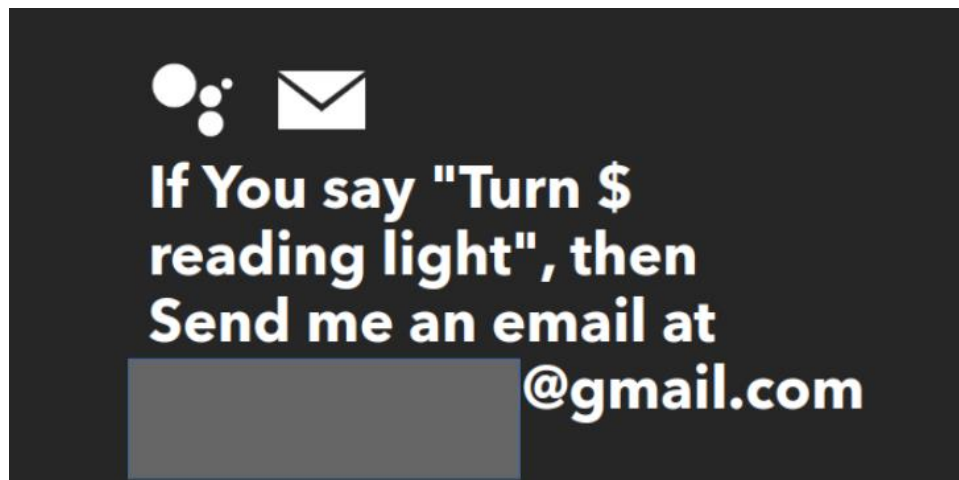 If You say "Turn $
reading light", then
Send me an email at
@gmail.com